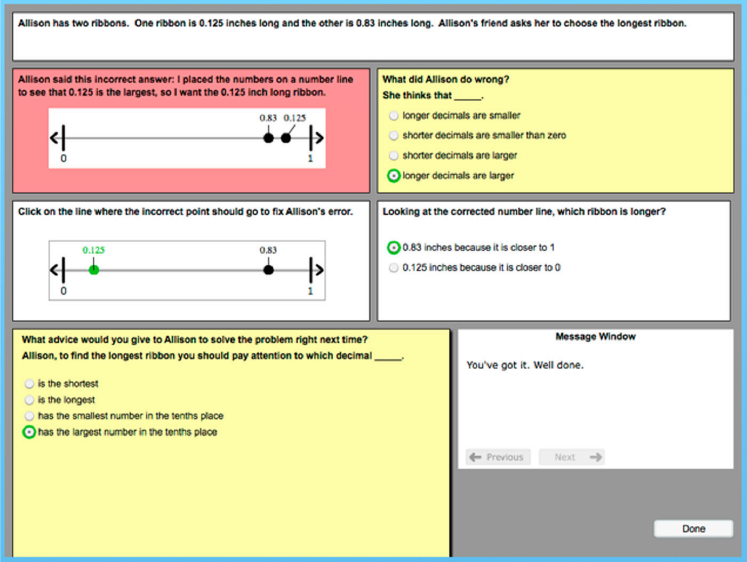 Allison has two ribbons. One ribbon is 0.125 inches long and the other is 0.83 inches long. Allison's friend asks her to choose the longest ribbon.
Allison said this incorrect answer: I placed the numbers on a number line
to see that 0.125 is the largest, so I want the 0.125 inch long ribbon.
0.83 0.125
0 1
What did Allison do wrong?
She thinks that _____.
longer decimals are smaller
shorter decimals are smaller than zero
shorter decimals are larger
longer decimals are larger
Click on the line where the incorrect point should go to fix Allison's error.
0.125 0.83
0 1
Looking at the corrected number line, which ribbon is longer?
0.83 inches because it is closer to 1
0.125 inches because it is closer to 0
What advice would you give to Allison to solve the problem right next time?
Allison, to find the longest ribbon you should pay attention to which decimal _____.
is the shortest
is the longest
has the smallest number in the tenths place
has the largest number in the tenths place
Message Window
You've got it. Well done.
Previous Next
Done